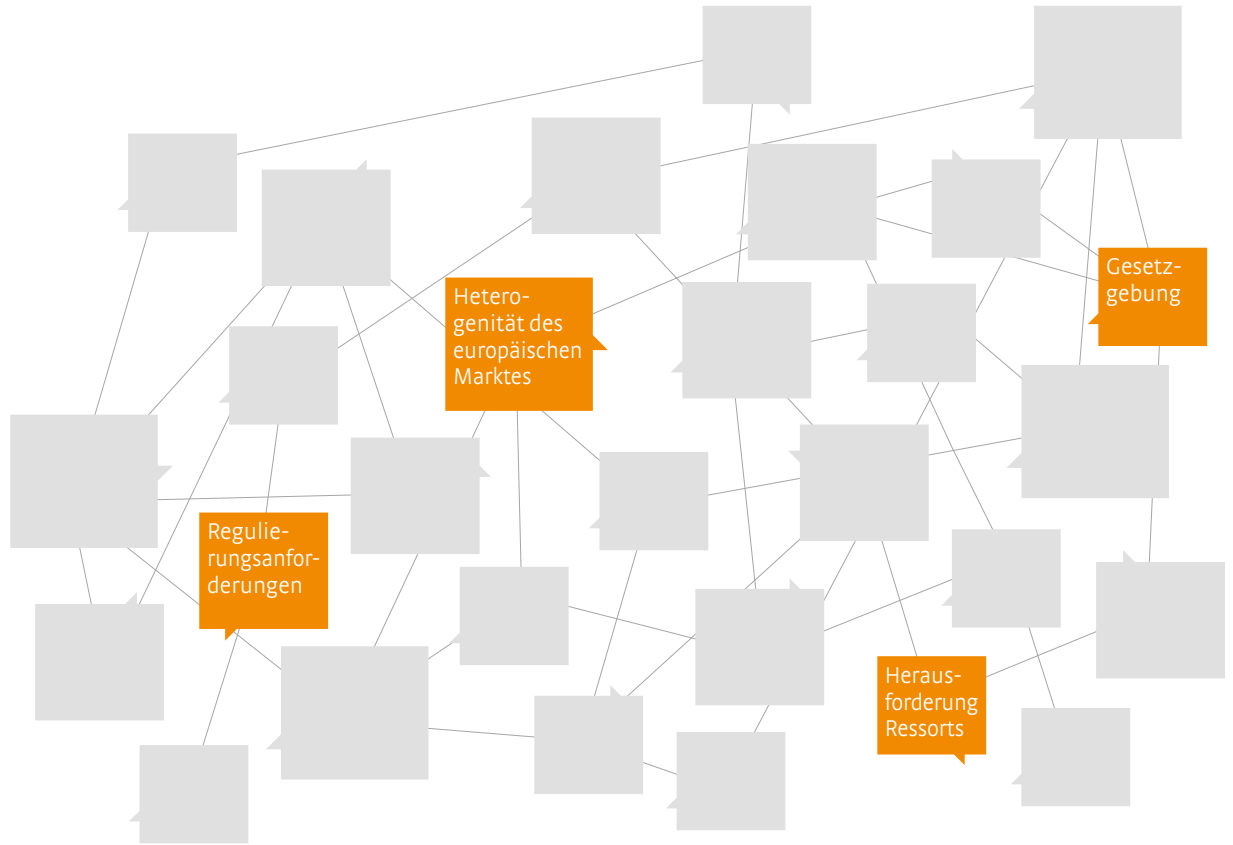 Gesetz-
gebung
Hetero-
genität des
europäischen
Marktes
Regulie-
rungsanfor-
derungen
Heraus-
forderung
Ressorts